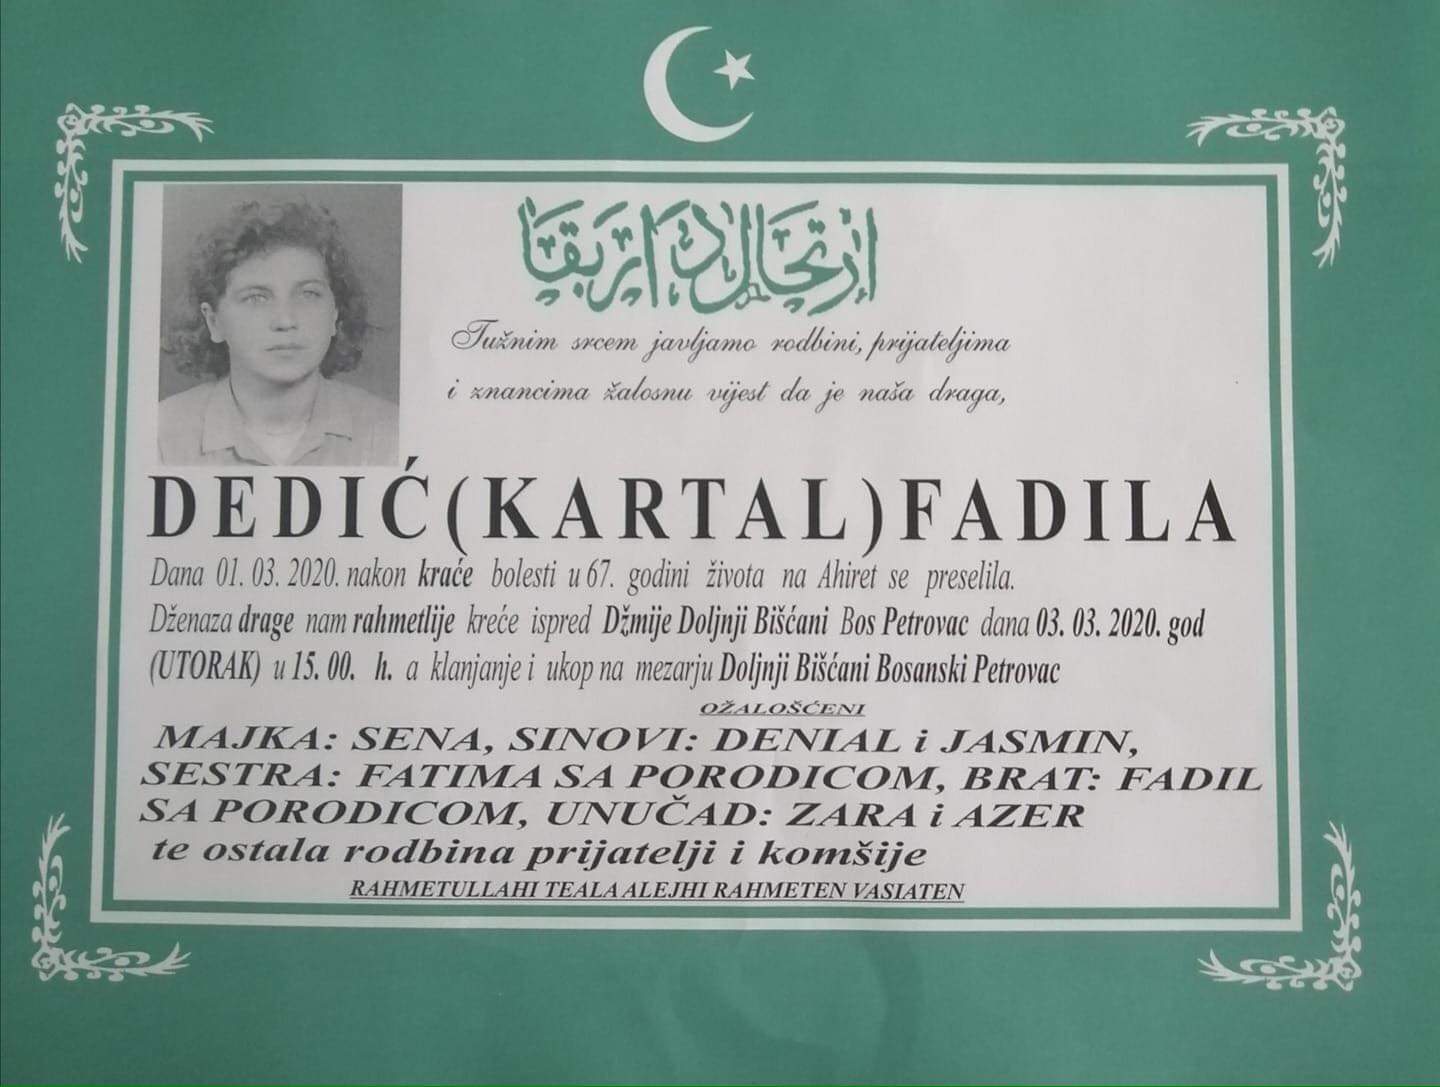 ارتحال دار بقا
Tužnim srcem javljamo rodbini, prijateljima
i znancima žalosnu vijest da je naša draga,
DEDIĆ(KARTAL)FADILA
Dana 01. 03. 2020. nakon kraće bolesti u 67. godini života na Ahiret se preselila.
Dženaza drage nam rahmetlije kreće ispred Džmije Doljnji Bišćani Bos Petrovac dana 03. 03. 2020. god
(UTORAK) u 15. 00. h. a klanjanje i ukop na mezarju Doljnji Bišćani Bosanski Petrovac
OŽALOŠĆENI
MAJKA: SENA, SINOVI: DENIAL i JASMIN,
SESTRA: FATIMA SA PORODICOM, BRAT: FADIL
SA PORODICOM, UNUČAD: ZARA i AZER
te ostala rodbina prijatelji i komšije
RAHMETULLAHI TEALA ALEJHI RAHMETEN VASIATEN